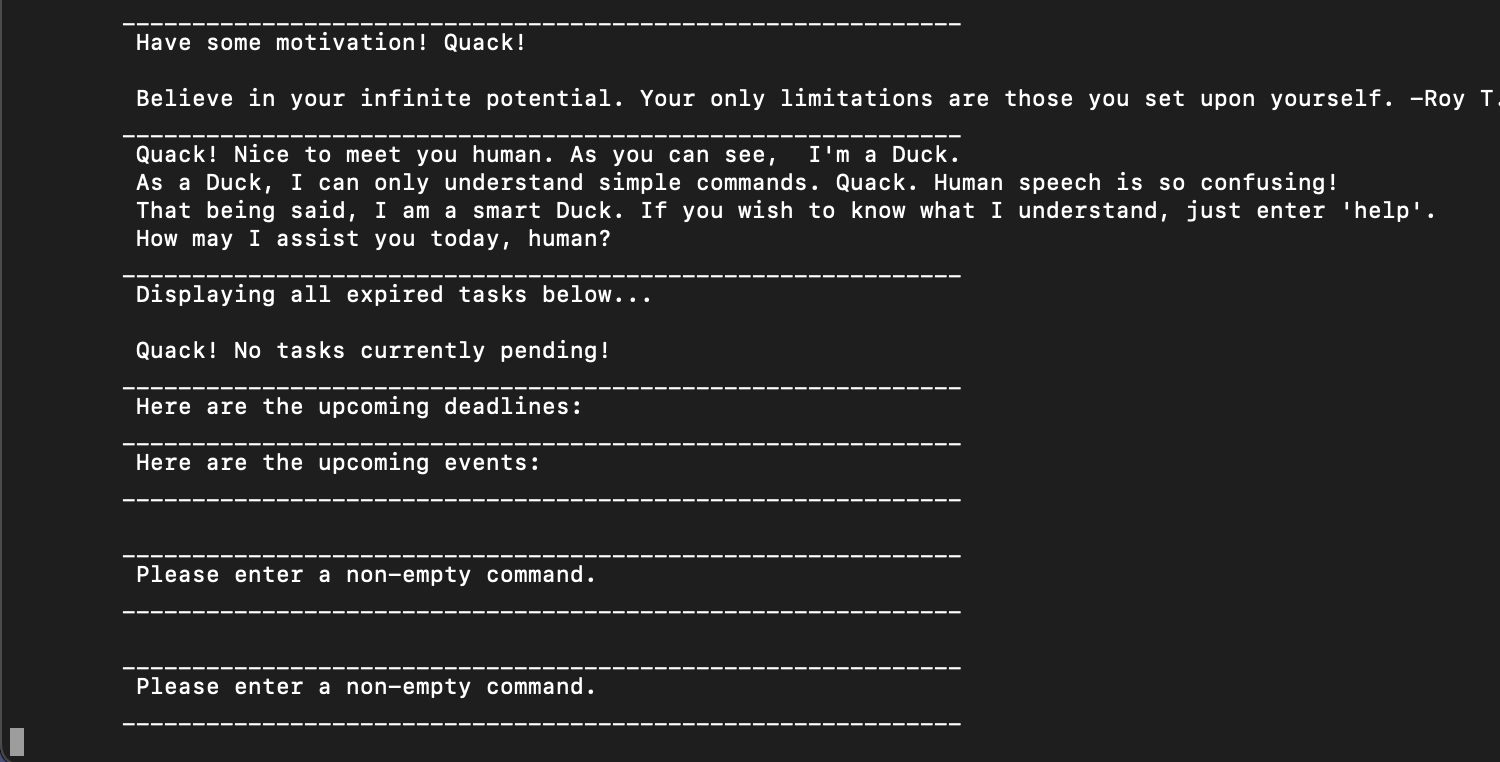 ____________________________________________________________
Have some motivation! Quack!
Believe in your infinite potential. Your only limitations are those you set upon yourself. -Roy T.
____________________________________________________________
Quack! Nice to meet you human. As you can see,  I'm a Duck.
As a Duck, I can only understand simple commands. Quack. Human speech is so confusing!
That being said, I am a smart Duck. If you wish to know what I understand, just enter 'help'.
How may I assist you today, human?
____________________________________________________________
Displaying all expired tasks below...
Quack! No tasks currently pending!
____________________________________________________________
Here are the upcoming deadlines:
____________________________________________________________
Here are the upcoming events:
____________________________________________________________
____________________________________________________________
Please enter a non-empty command.
____________________________________________________________
____________________________________________________________
Please enter a non-empty command.
____________________________________________________________